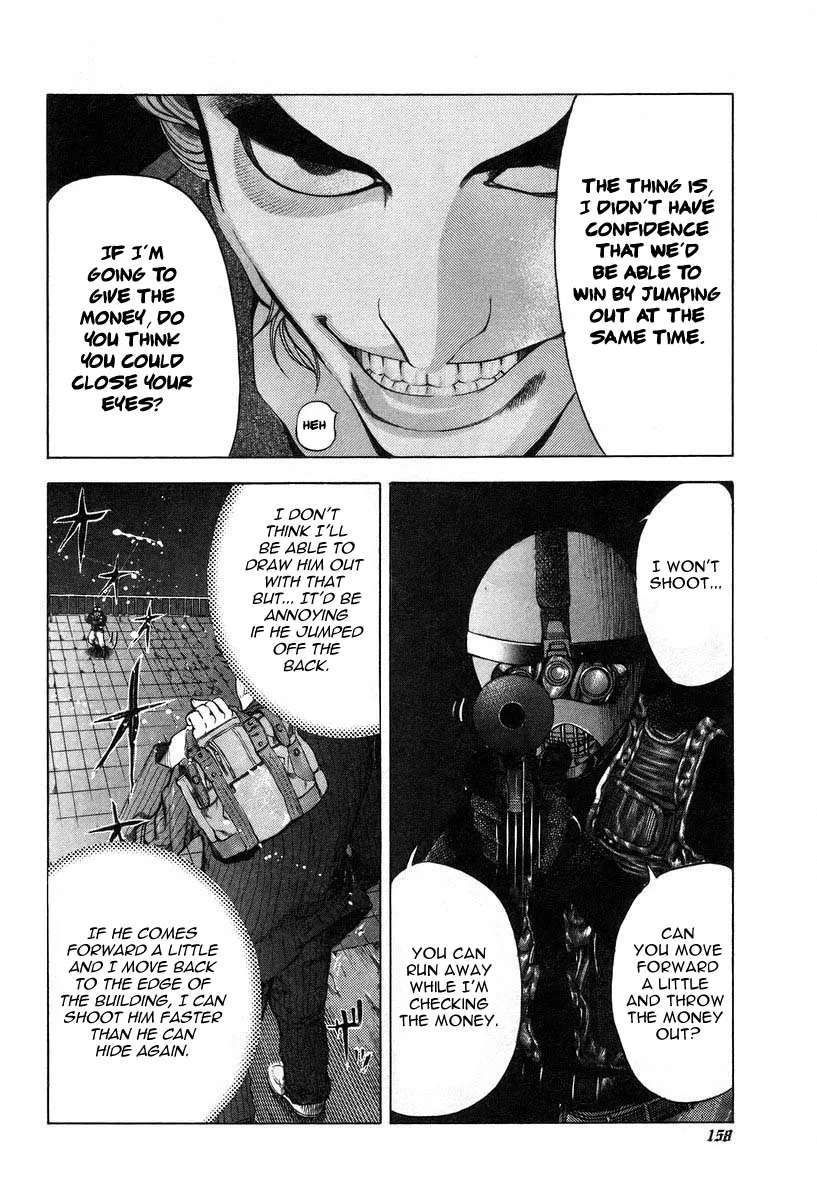 THE THING IS,
I DIDN'T HAVE
CONFIDENCE
THAT WE'D
BE ABLE TO
WIN BY JUMPING
OUT AT THE
SAME TIME.
IF I'M
GOING TO
GIVE THE
MONEY, DO
YOU THINK
YOU COULD
CLOSE YOUR
EYES?
HEH
I WON'T
SHOOT...
CAN
YOU MOVE
FORWARD
A LITTLE
AND THROW
THE MONEY
OUT?
YOU CAN
RUN AWAY
WHILE I'M
CHECKING
THE MONEY.
I DON'T
THINK I'LL
BE ABLE TO
DRAW HIM OUT
WITH THAT
BUT... IT'D BE
ANNOYING
IF HE JUMPED
OFF THE
BACK.
IF HE COMES
FORWARD A LITTLE
AND I MOVE BACK
TO THE EDGE OF
THE BUILDING, I CAN
SHOOT HIM FASTER
THAN HE CAN
HIDE AGAIN.
158